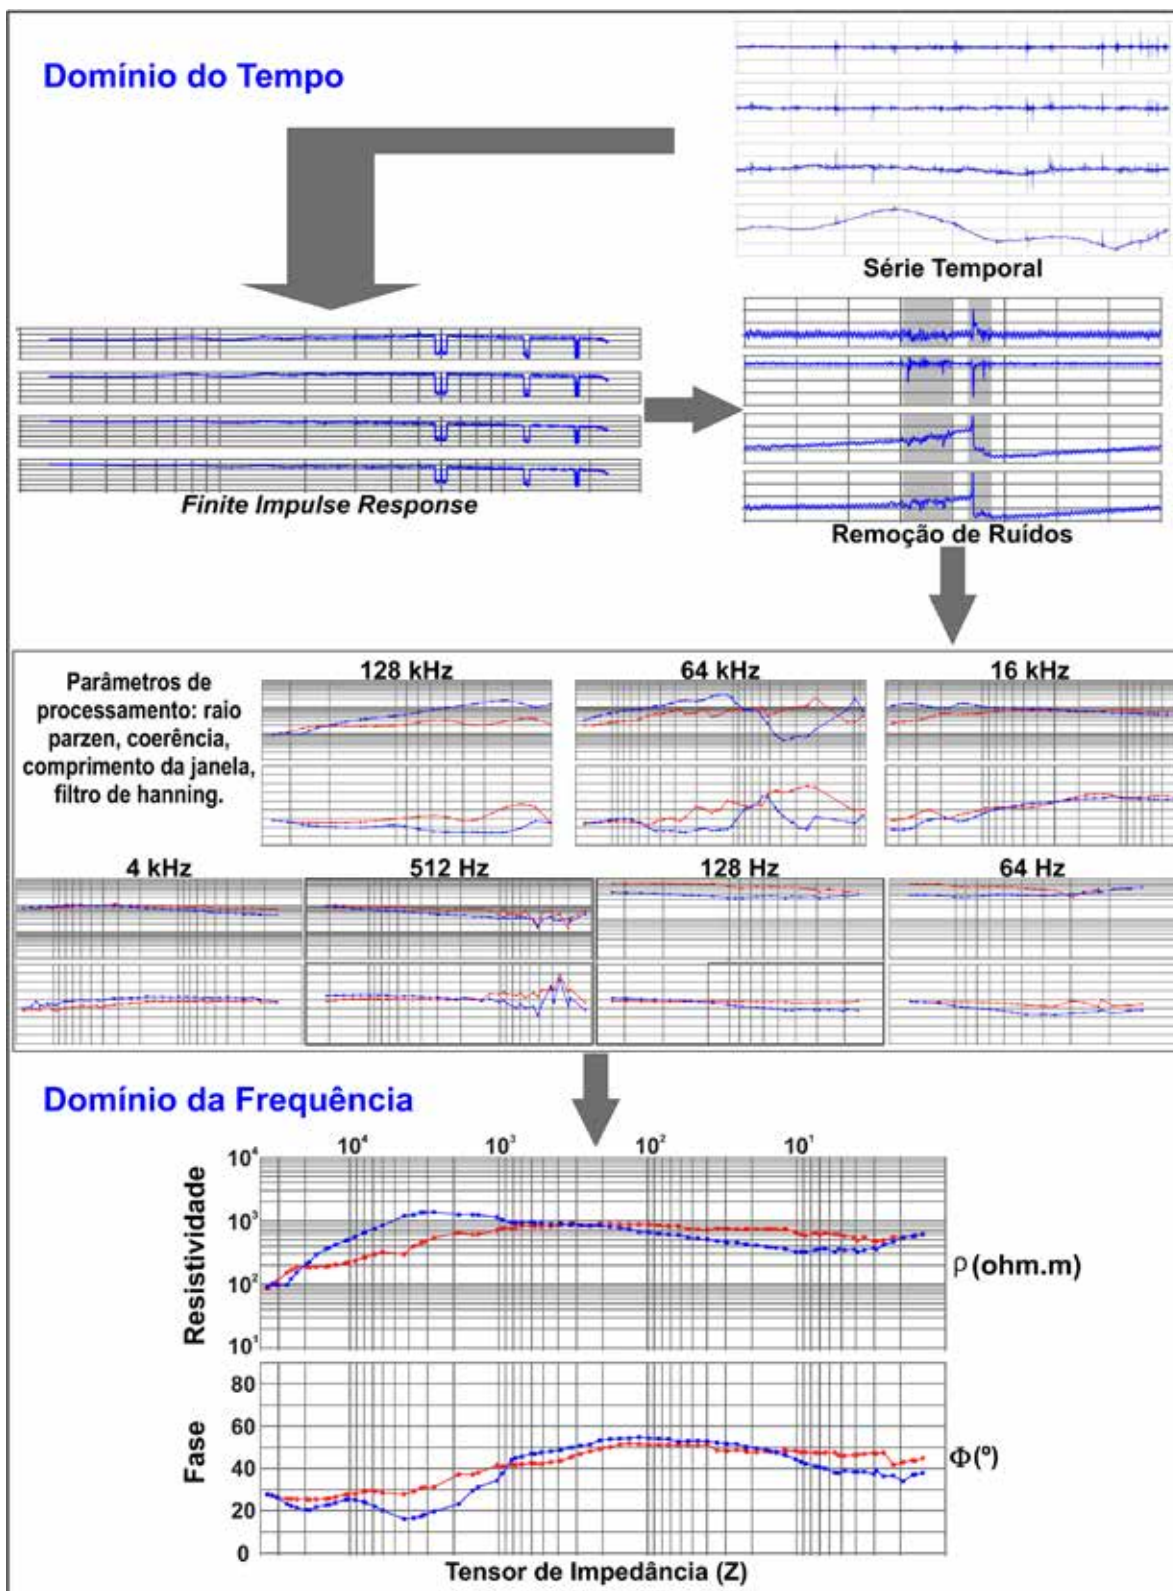 Domínio do Tempo
Série Temporal
Finite Impulse Response
Remoção de Ruídos
Parâmetros de
processamento: raio
parzen, coerência,
comprimento da janela,
filtro de hanning.
128 kHz
64 kHz
16 kHz
4 kHz
512 Hz
128 Hz
64 Hz
Domínio da Frequência
10⁴ 10³ 10² 10¹
Resistividade
10⁴
10³
10²
10¹
ρ(ohm.m)
Fase
80
60
40
20
0
Φ(º)
Tensor de Impedância (Z)